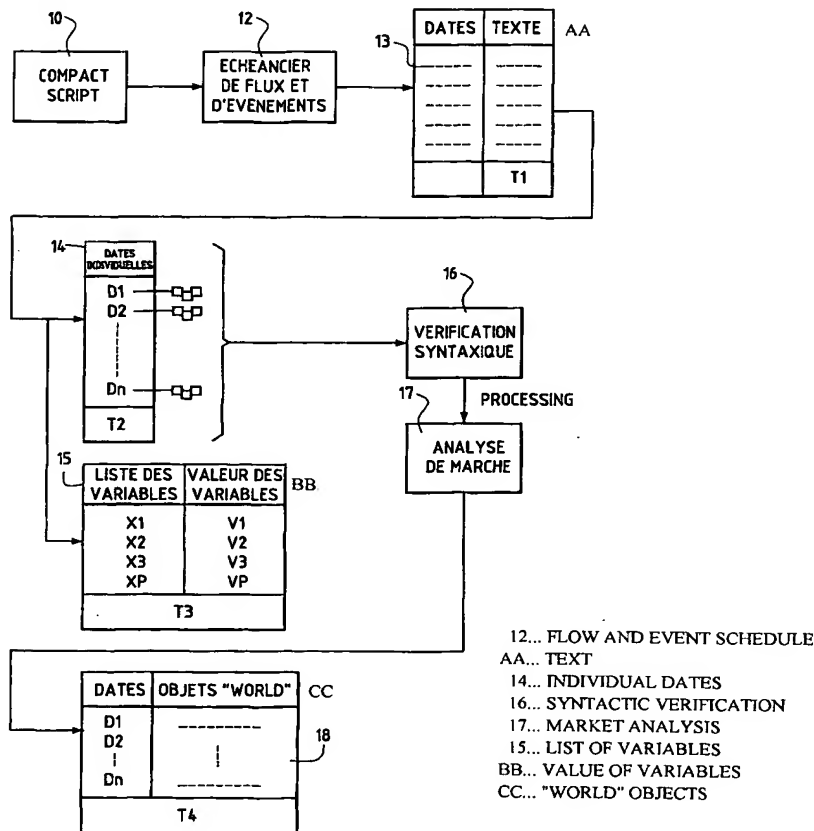 10
COMPACT
SCRIPT
12
ECHEANCIER
DE FLUX ET
D'EVENEMENTS
DATES TEXTE AA
13
T1
14
DATES
INDIVIDUELLES
D1
D2
Dn
T2
16
VERIFICATION
SYNTAXIQUE
PROCESSING
17
ANALYSE
DE MARCHE
15
LISTE DES VARIABLES
VALEUR DES VARIABLES
BB
X1 V1
X2 V2
X3 V3
XP VP
T3
DATES OBJETS "WORLD" CC
D1
D2
Dn
18
T4
12... FLOW AND EVENT SCHEDULE
AA... TEXT
14... INDIVIDUAL DATES
16... SYNTACTIC VERIFICATION
17... MARKET ANALYSIS
15... LIST OF VARIABLES
BB... VALUE OF VARIABLES
CC... "WORLD" OBJECTS